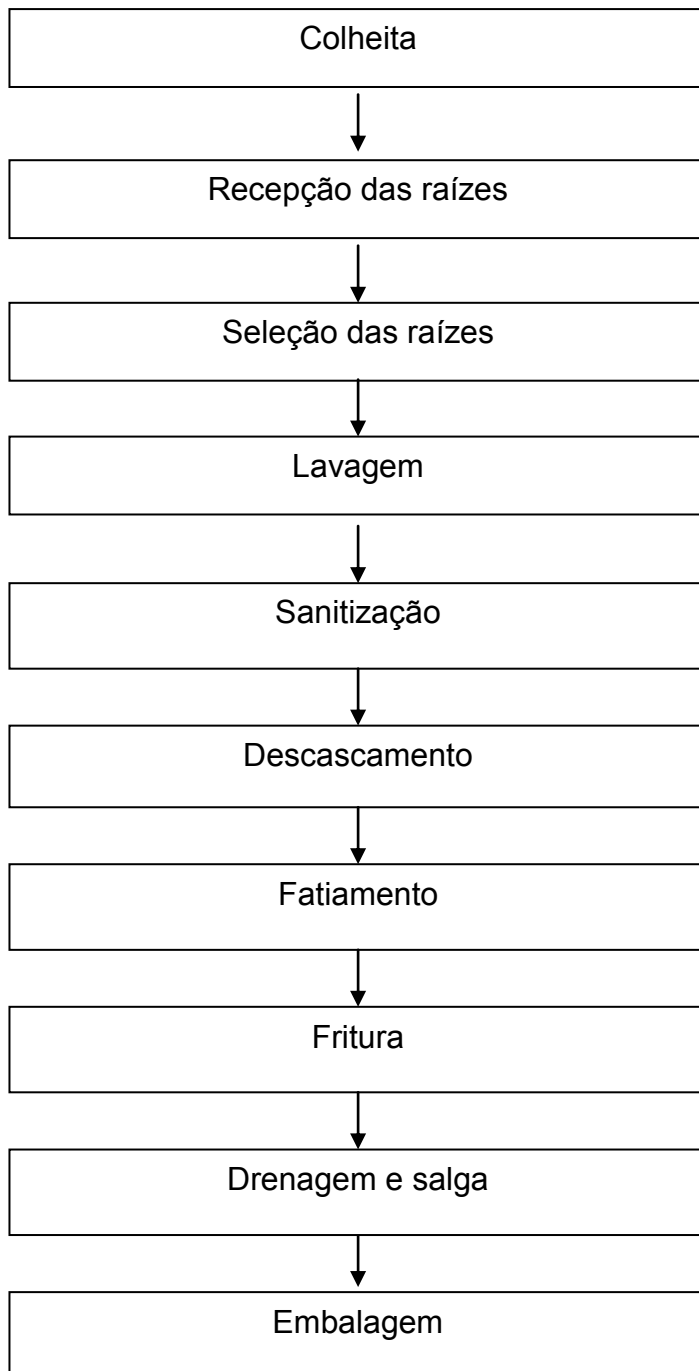 Colheita
Recepção das raízes
Seleção das raízes
Lavagem
Sanitização
Descascamento
Fatiamento
Fritura
Drenagem e salga
Embalagem